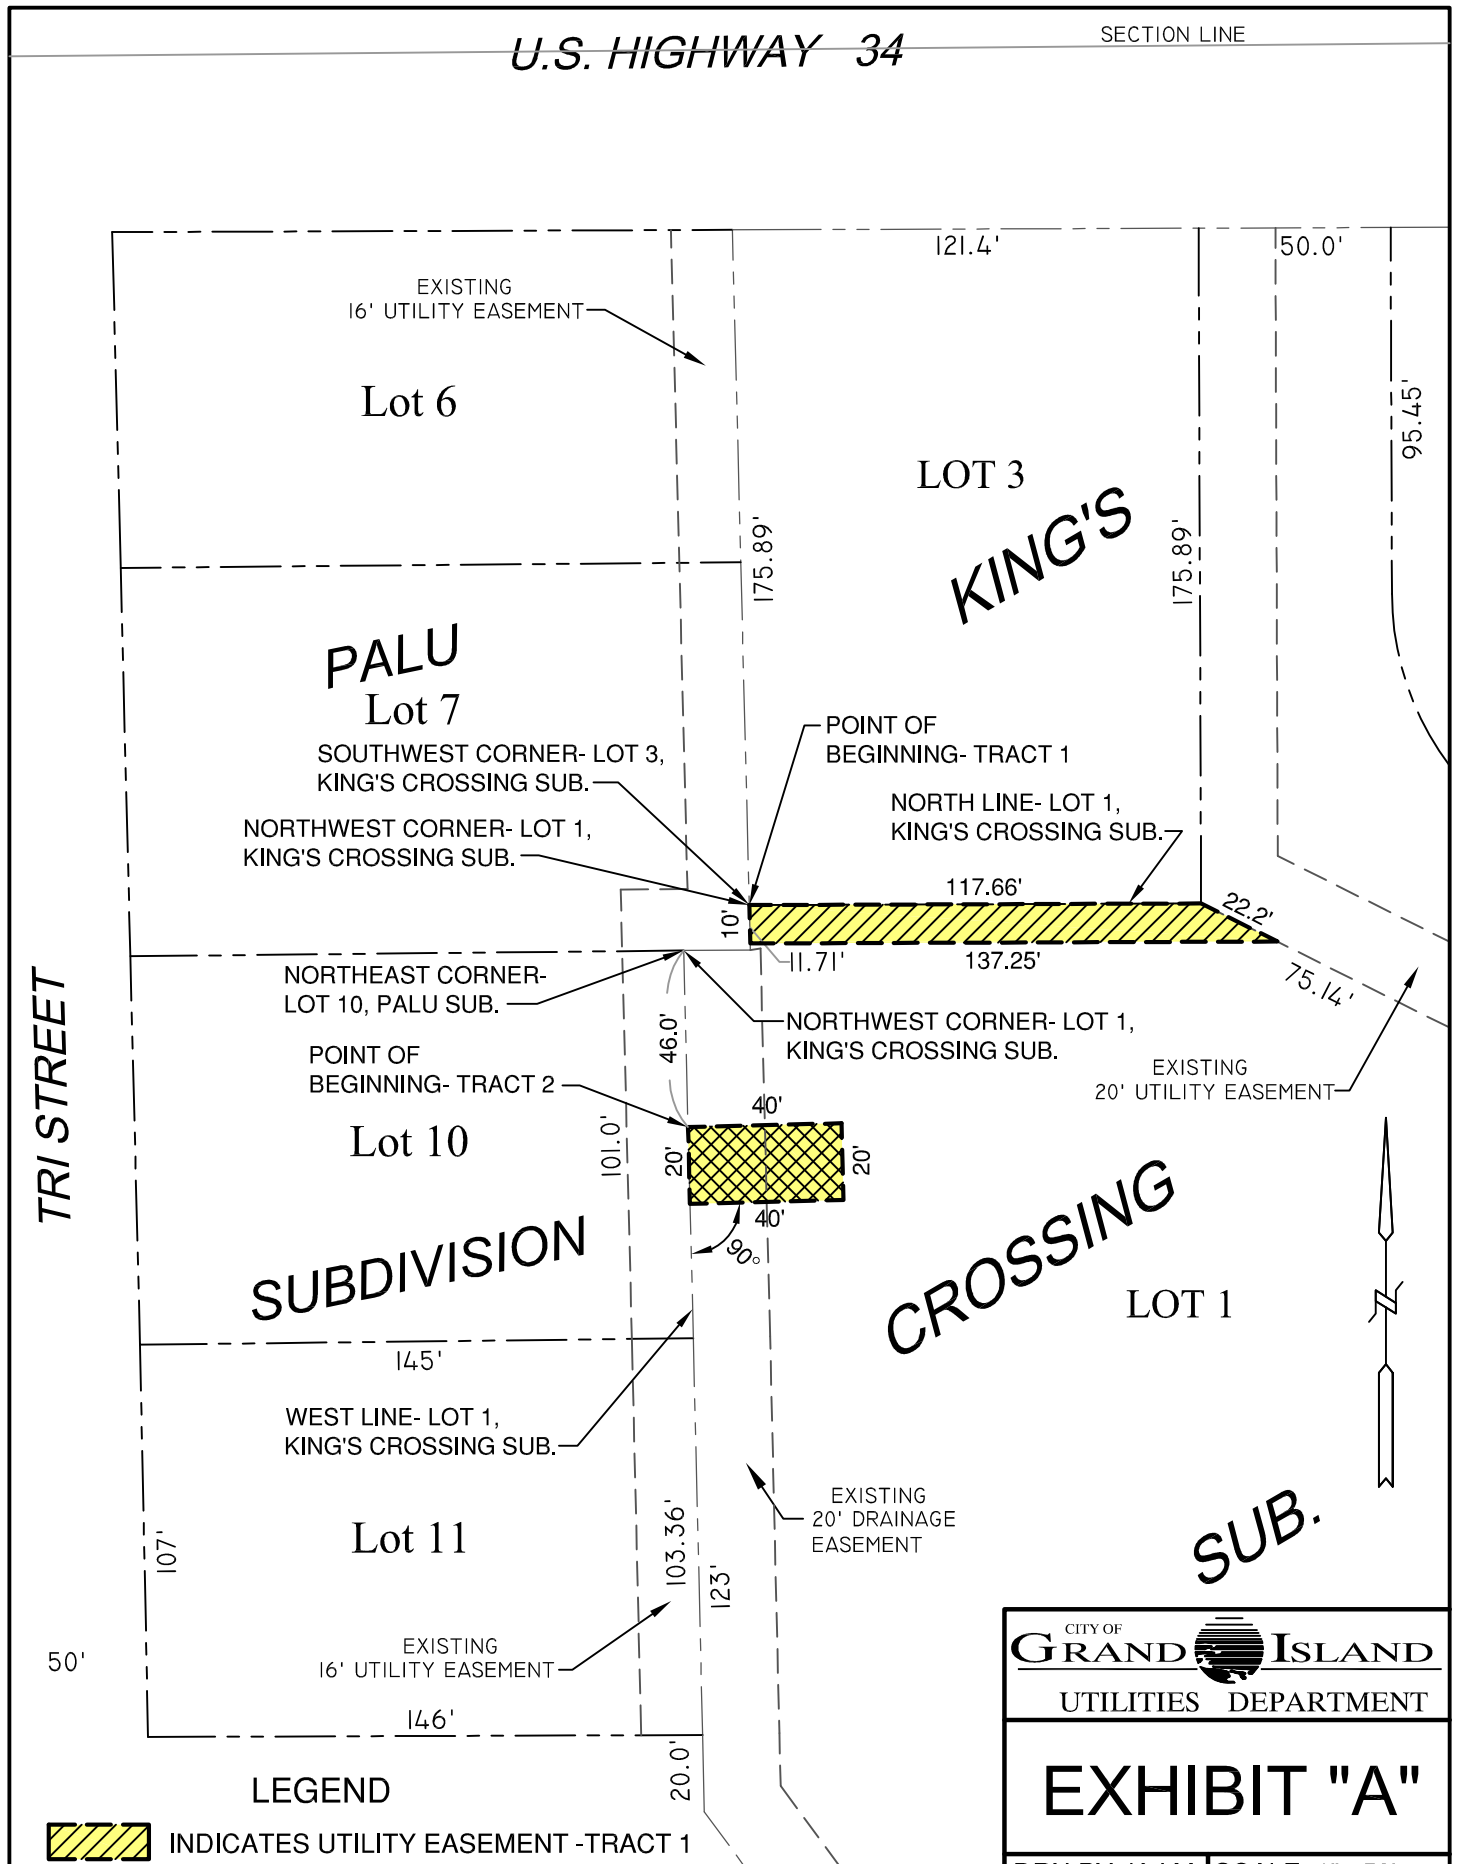 U.S. HIGHWAY 34
SECTION LINE
121.4'
50.0'
EXISTING
16' UTILITY EASEMENT
Lot 6
95.45'
LOT 3
KING'S
175.89'
175.89'
PALU
Lot 7
SOUTHWEST CORNER- LOT 3,
KING'S CROSSING SUB.
POINT OF
BEGINNING- TRACT 1
NORTHWEST CORNER- LOT 1,
KING'S CROSSING SUB.
NORTH LINE- LOT 1,
KING'S CROSSING SUB.
117.66'
22.2'
10'
11.71'
137.25'
75.14'
NORTHEAST CORNER-
LOT 10, PALU SUB.
NORTHWEST CORNER- LOT 1,
KING'S CROSSING SUB.
46.0'
POINT OF
BEGINNING- TRACT 2
EXISTING
20' UTILITY EASEMENT
TRI STREET
40'
Lot 10
101.0'
20'
20'
40'
90°
SUBDIVISION
CROSSING
LOT 1
145'
WEST LINE- LOT 1,
KING'S CROSSING SUB.
EXISTING
20' DRAINAGE
EASEMENT
Lot 11
107'
103.36'
123'
SUB.
50'
EXISTING
16' UTILITY EASEMENT
146'
20.0'
CITY OF
GRAND ISLAND
UTILITIES DEPARTMENT
EXHIBIT "A"
LEGEND
INDICATES UTILITY EASEMENT -TRACT 1